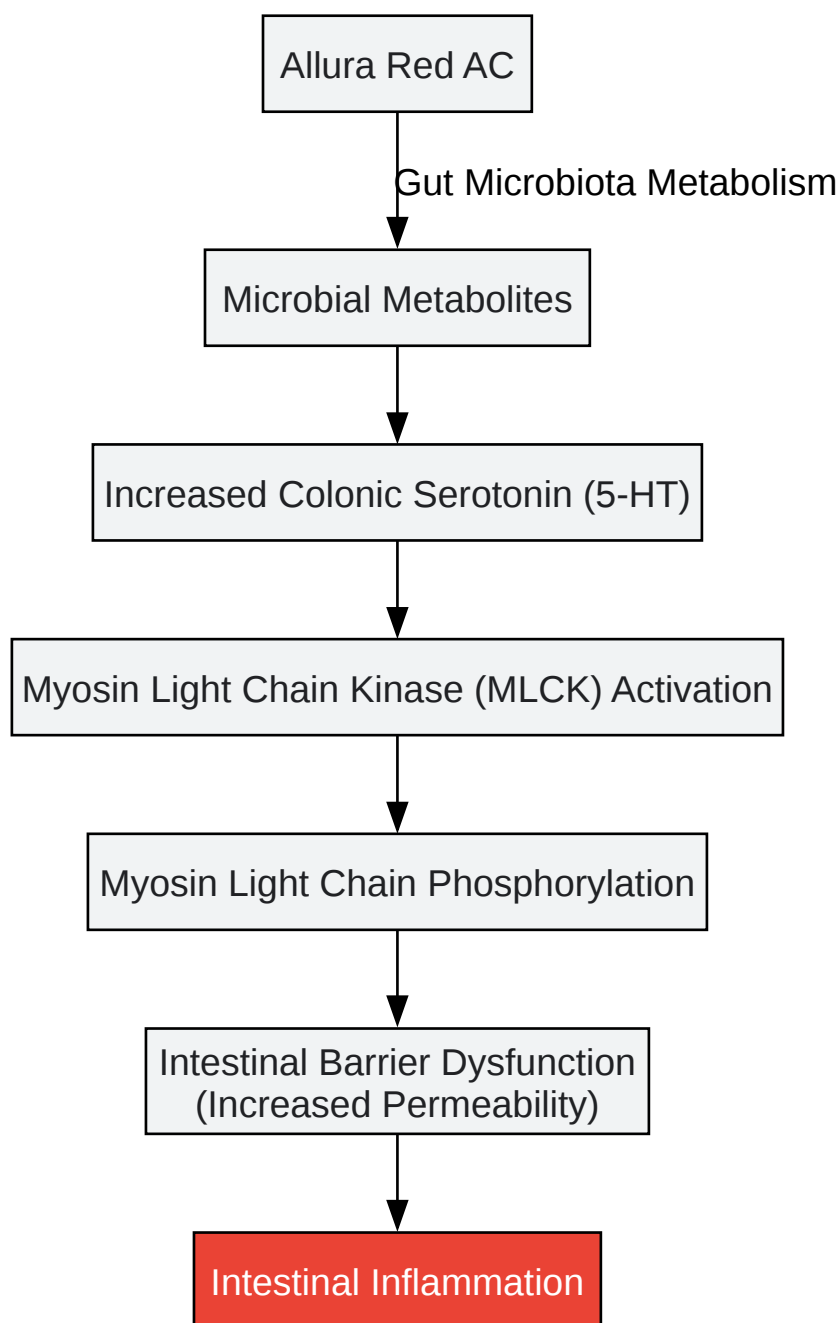 Allura Red AC
Gut Microbiota Metabolism
Microbial Metabolites
Increased Colonic Serotonin (5-HT)
Myosin Light Chain Kinase (MLCK) Activation
Myosin Light Chain Phosphorylation
Intestinal Barrier Dysfunction
(Increased Permeability)
Intestinal Inflammation